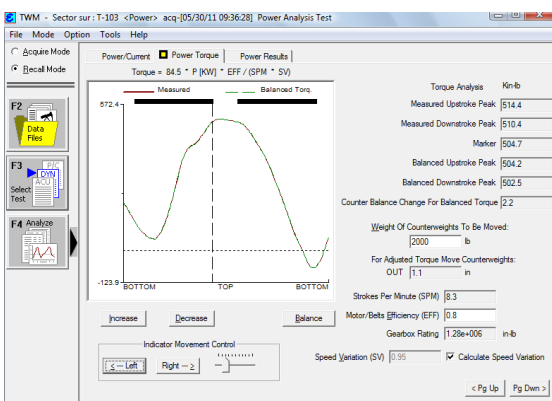 TWM - Sector sur : T-103 <Power> acq-[05/30/11 09:36:28] Power Analysis Test
File Mode Option Tools Help
Acquire Mode
Recall Mode
F2
Data
Files
F3
P/C
DYN
ACU
Select
Test
F4 Analyze
Power/Current Power Torque Power Results
Torque = 84.5 * P [KW] * EFF / (SPM * SV)
Measured Balanced Torq.
572.4
-123.9
BOTTOM TOP BOTTOM
Increase Decrease Balance
Indicator Movement Control
<-- Left Right -->
Torque Analysis Kin-lb
Measured Upstroke Peak 514.4
Measured Downstroke Peak 510.4
Marker 504.7
Balanced Upstroke Peak 504.2
Balanced Downstroke Peak 502.5
Counter Balance Change For Balanced Torque 2.2
Weight Of Counterweights To Be Moved:
2000 lb
For Adjusted Torque Move Counterweights:
OUT 1.1 in
Strokes Per Minute (SPM) 8.3
Motor/Belts Efficiency (EFF) 0.8
Gearbox Rating 1.28e+006 in-lb
Speed Variation (SV) 0.95 Calculate Speed Variation
< Pg Up Pg Dwn >